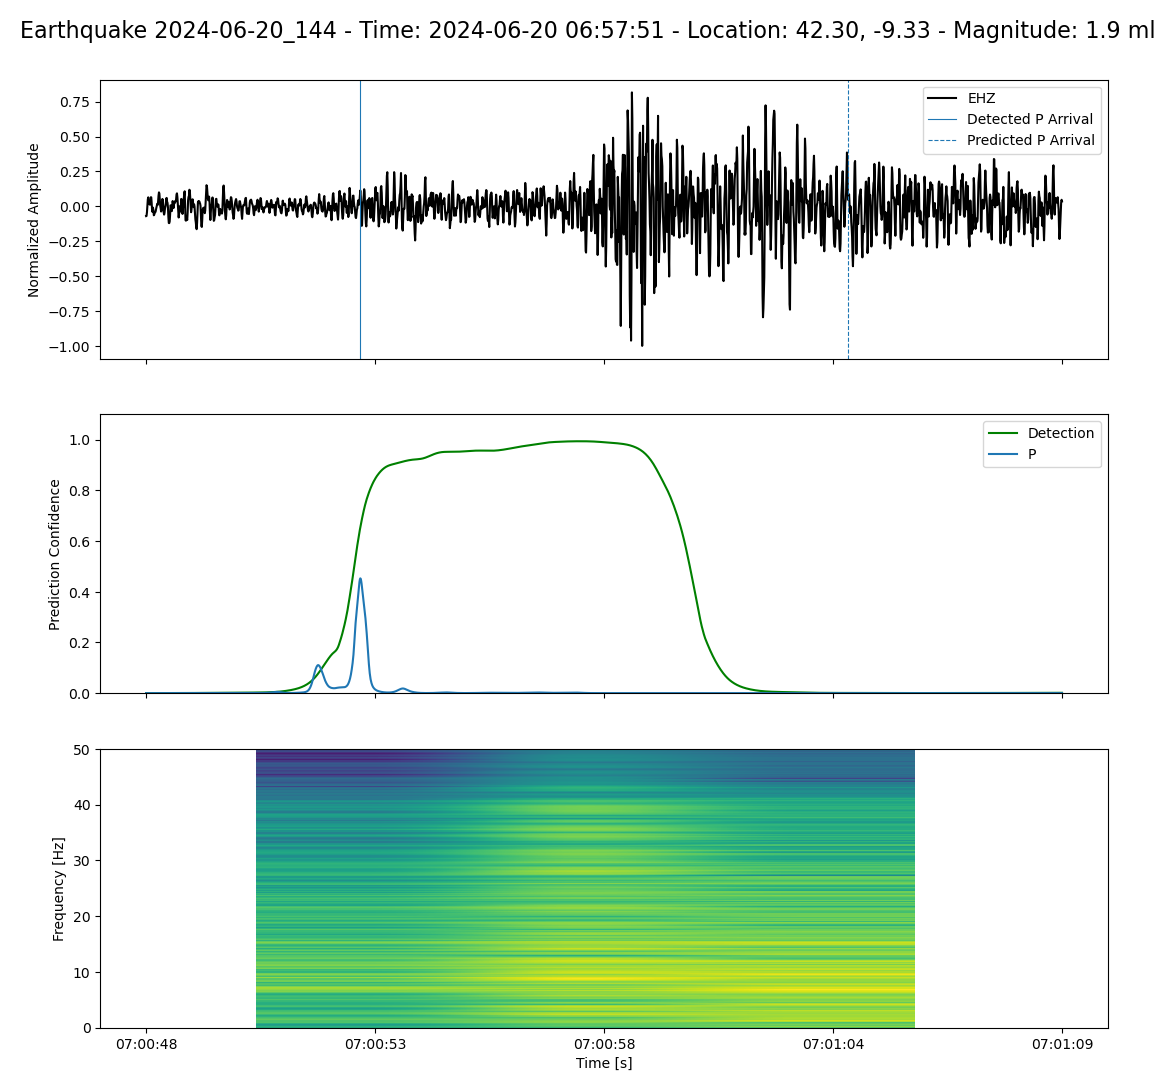 Earthquake 2024-06-20_144 - Time: 2024-06-20 06:57:51 - Location: 42.30, -9.33 - Magnitude: 1.9 ml
EHZ
Detected P Arrival
Predicted P Arrival
0.75
0.50
0.25
0.00
−0.25
−0.50
−0.75
−1.00
Normalized Amplitude
Detection
P
1.0
0.8
0.6
0.4
0.2
0.0
Prediction Confidence
50
40
30
20
10
0
Frequency [Hz]
07:00:48 07:00:53 07:00:58 07:01:04 07:01:09
Time [s]